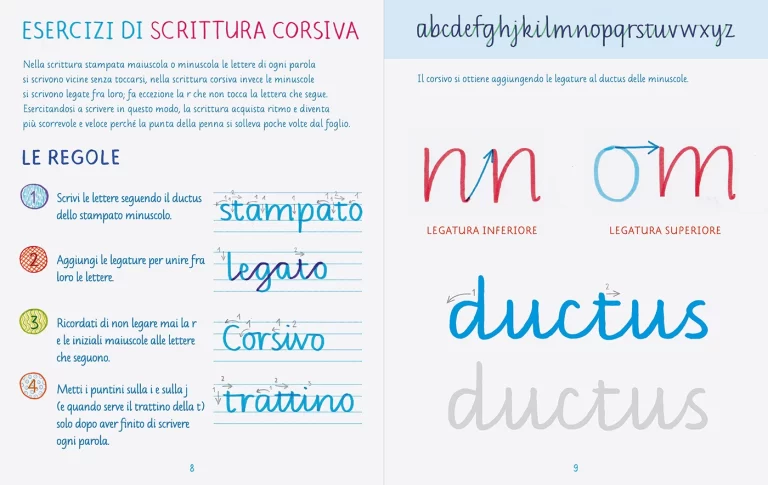 ESERCIZI DI SCRITTURA CORSIVA
Nella scrittura stampata maiuscola o minuscola le lettere di ogni parola
si scrivono vicine senza toccarsi, nella scrittura corsiva invece le minuscole
si scrivono legate fra loro; fa eccezione la r che non tocca la lettera che segue.
Esercitandosi a scrivere in questo modo, la scrittura acquista ritmo e diventa
più scorrevole e veloce perché la punta della penna si solleva poche volte dal foglio.
LE REGOLE
1
Scrivi le lettere seguendo il ductus
dello stampato minuscolo.
stampato
2
Aggiungi le legature per unire fra
loro le lettere.
legato
3
Ricordati di non legare mai la r
e le iniziali maiuscole alle lettere
che seguono.
Corsivo
4
Metti i puntini sulla i e sulla j
(e quando serve il trattino della t)
solo dopo aver finito di scrivere
ogni parola.
trattino
8
abcdefghjkilmnopqrstuvwxyz
Il corsivo si ottiene aggiungendo le legature al ductus delle minuscole.
nn
om
LEGATURA INFERIORE
LEGATURA SUPERIORE
1 2
ductus
ductus
9